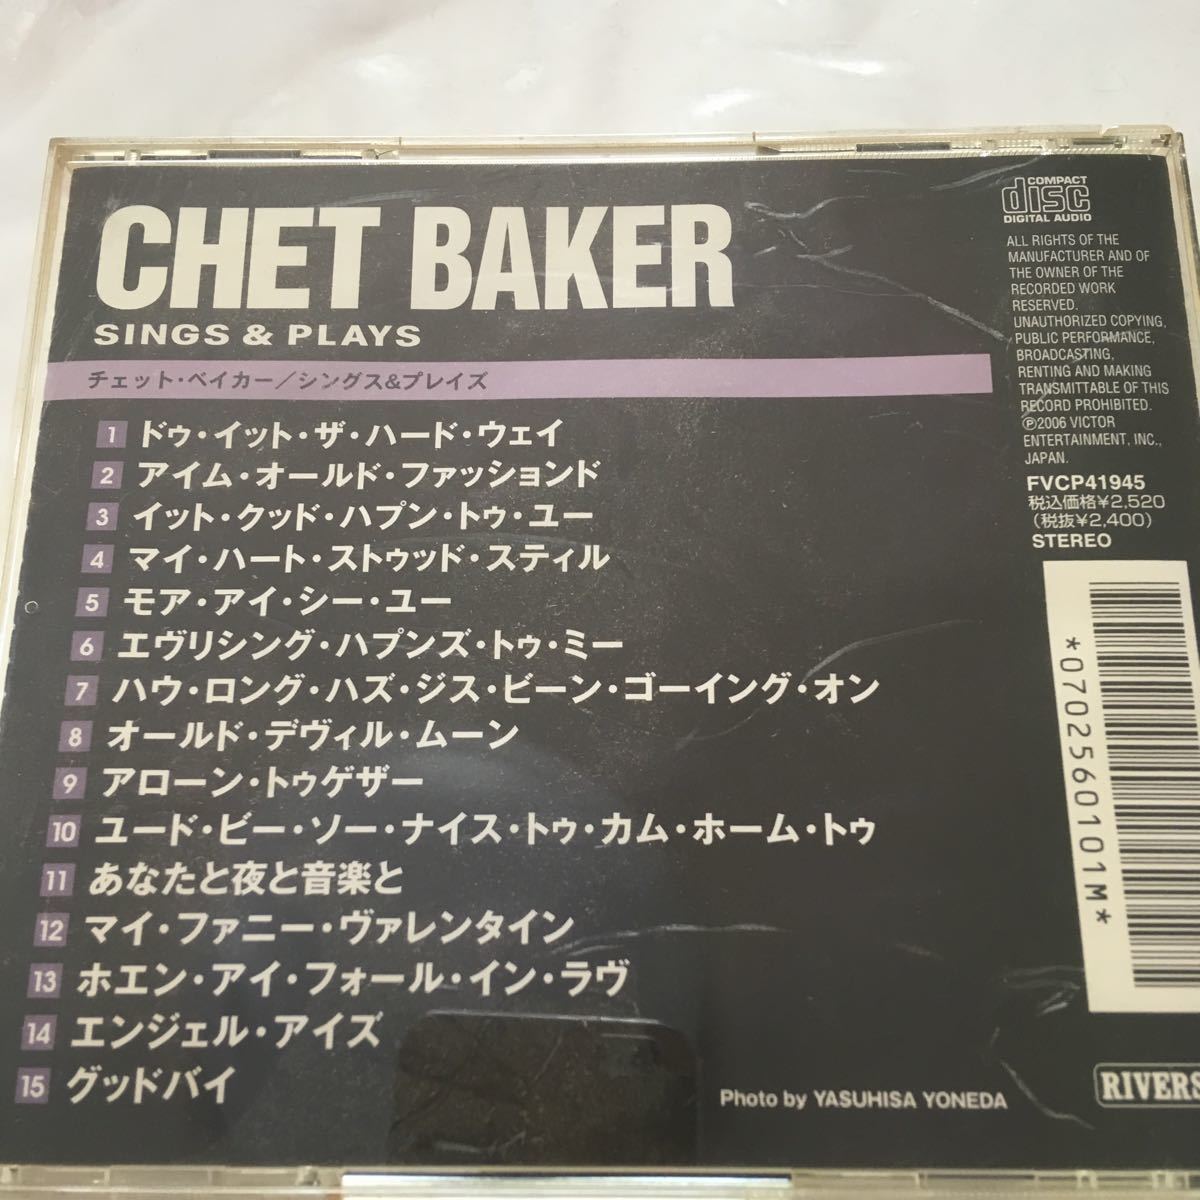 CHET BAKER
SINGS & PLAYS
チェット・ベイカー/シングス&プレイズ
1 ドゥ・イット・ザ・ハード・ウェイ
2 アイム・オールド・ファッションド
3 イット・クッド・ハプン・トゥ・ユー
4 マイ・ハート・ストゥッド・スティル
5 モア・アイ・シー・ユー
6 エヴリシング・ハプンズ・トゥ・ミー
7 ハウ・ロング・ハズ・ジス・ビーン・ゴーイング・オン
8 オールド・デヴィル・ムーン
9 アローン・トゥゲザー
10 ユード・ビー・ソー・ナイス・トゥ・カム・ホーム・トゥ
11 あなたと夜と音楽と
12 マイ・ファニー・ヴァレンタイン
13 ホエン・アイ・フォール・イン・ラヴ
14 エンジェル・アイズ
15 グッドバイ
COMPACT
disc
DIGITAL AUDIO
ALL RIGHTS OF THE
MANUFACTURER AND OF
THE OWNER OF THE
RECORDED WORK
RESERVED.
UNAUTHORIZED COPYING,
PUBLIC PERFORMANCE,
BROADCASTING,
RENTING AND MAKING
TRANSMITTABLE OF THIS
RECORD PROHIBITED.
℗2006 VICTOR
ENTERTAINMENT, INC.,
JAPAN.
FVCP41945
税込価格¥2,520
(税抜¥2,400)
STEREO
*0702560101M*
Photo by YASUHISA YONEDA
RIVERS